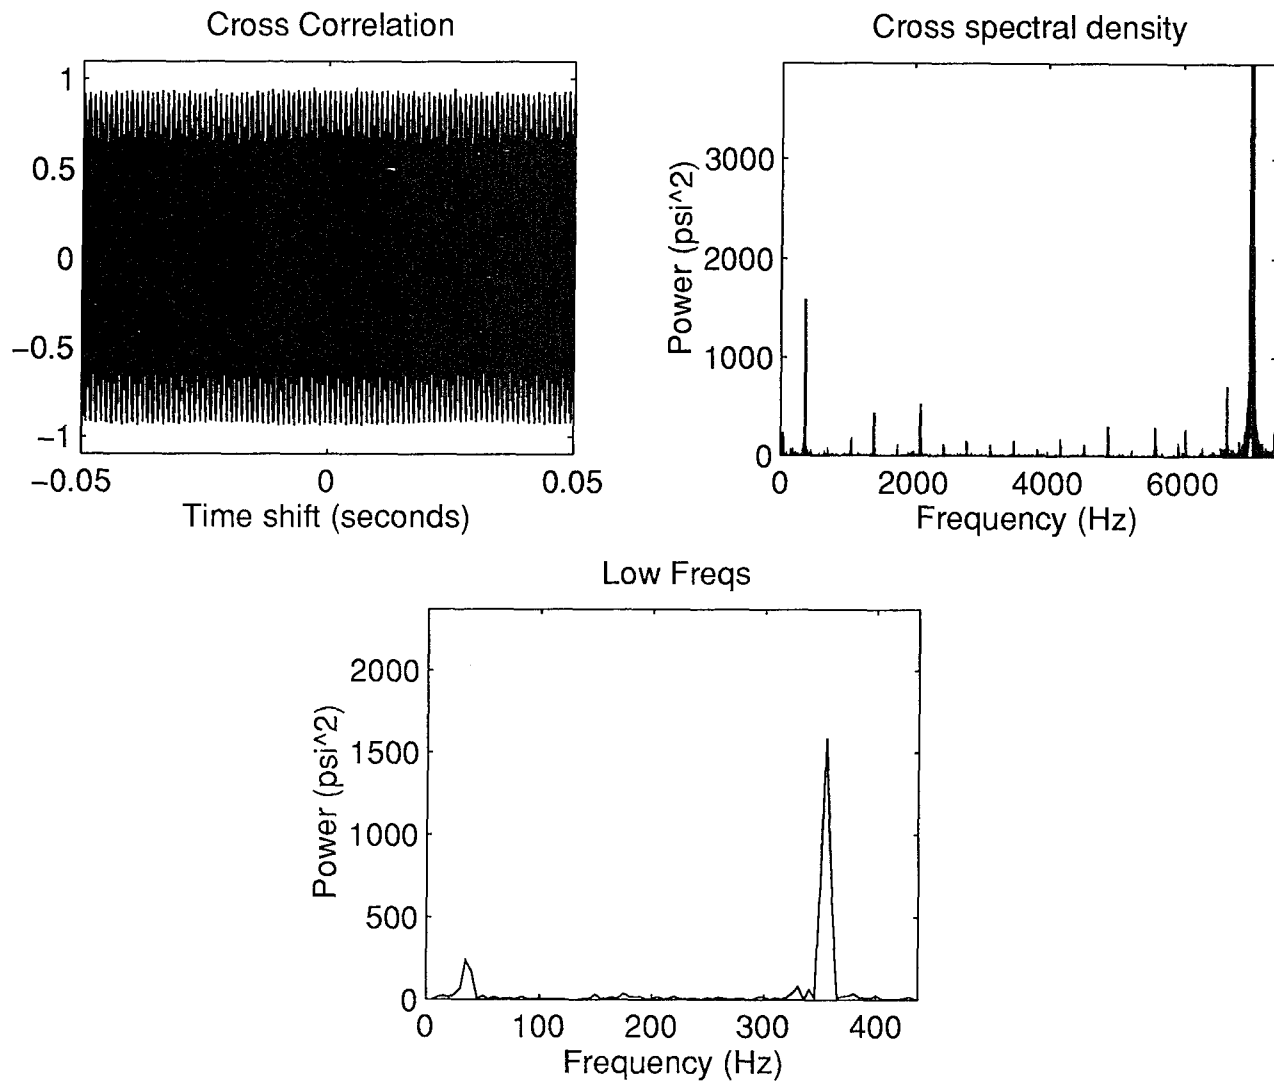 Cross Correlation
1
0.5
0
−0.5
−1
−0.05 0 0.05
Time shift (seconds)
Cross spectral density
Power (psi^2)
3000
2000
1000
0
0 2000 4000 6000
Frequency (Hz)
Low Freqs
Power (psi^2)
2000
1500
1000
500
0
0 100 200 300 400
Frequency (Hz)